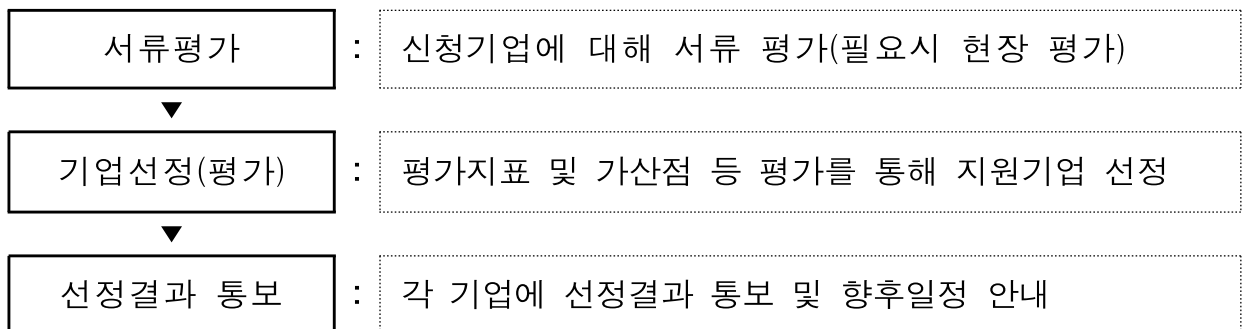 서류평가 : 신청기업에 대해 서류 평가(필요시 현장 평가)
▼
기업선정(평가) : 평가지표 및 가산점 등 평가를 통해 지원기업 선정
▼
선정결과 통보 : 각 기업에 선정결과 통보 및 향후일정 안내